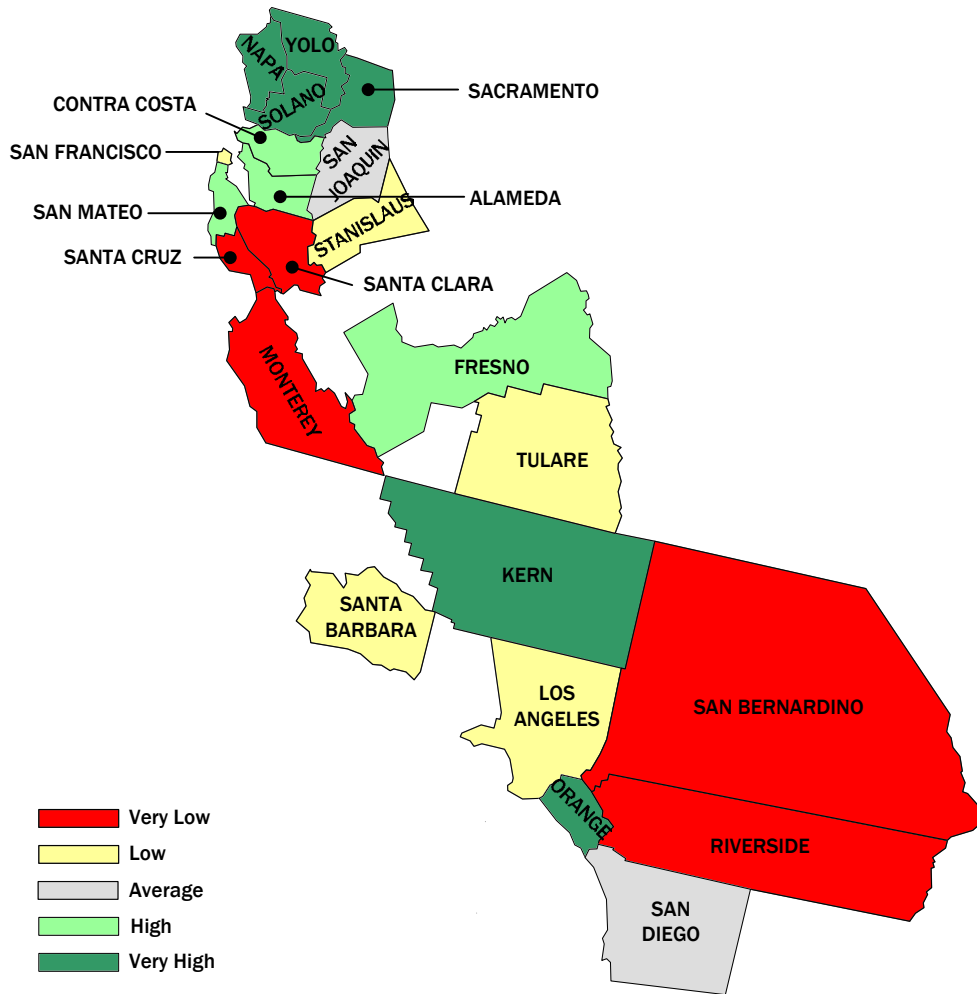 NAPA
YOLO
SOLANO
SACRAMENTO
CONTRA COSTA
SAN FRANCISCO
SAN
JOAQUIN
ALAMEDA
SAN MATEO
STANISLAUS
SANTA CRUZ
SANTA CLARA
MONTEREY
FRESNO
TULARE
KERN
SANTA
BARBARA
LOS
ANGELES
SAN BERNARDINO
ORANGE
RIVERSIDE
SAN
DIEGO
Very Low
Low
Average
High
Very High